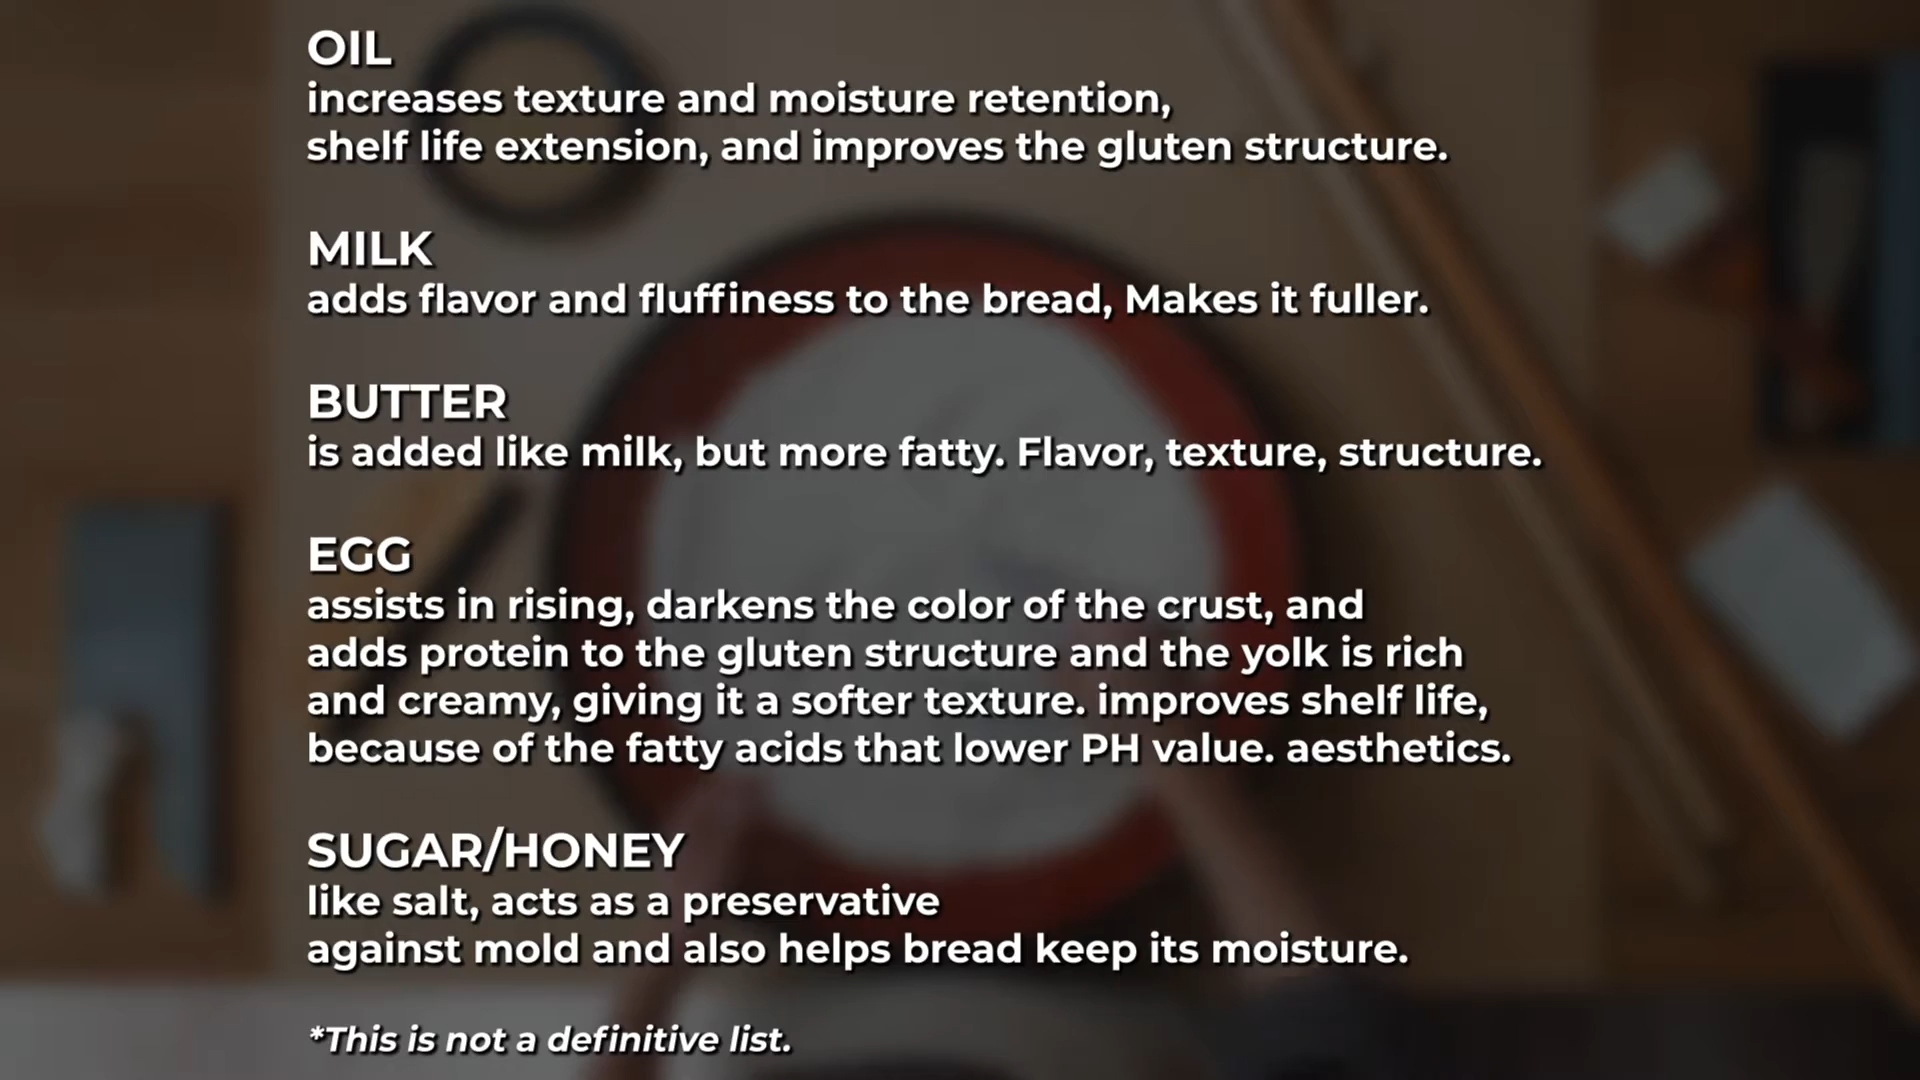 OIL
increases texture and moisture retention,
shelf life extension, and improves the gluten structure.
MILK
adds flavor and fluffiness to the bread, Makes it fuller.
BUTTER
is added like milk, but more fatty. Flavor, texture, structure.
EGG
assists in rising, darkens the color of the crust, and
adds protein to the gluten structure and the yolk is rich
and creamy, giving it a softer texture. improves shelf life,
because of the fatty acids that lower PH value. aesthetics.
SUGAR/HONEY
like salt, acts as a preservative
against mold and also helps bread keep its moisture.
*This is not a definitive list.